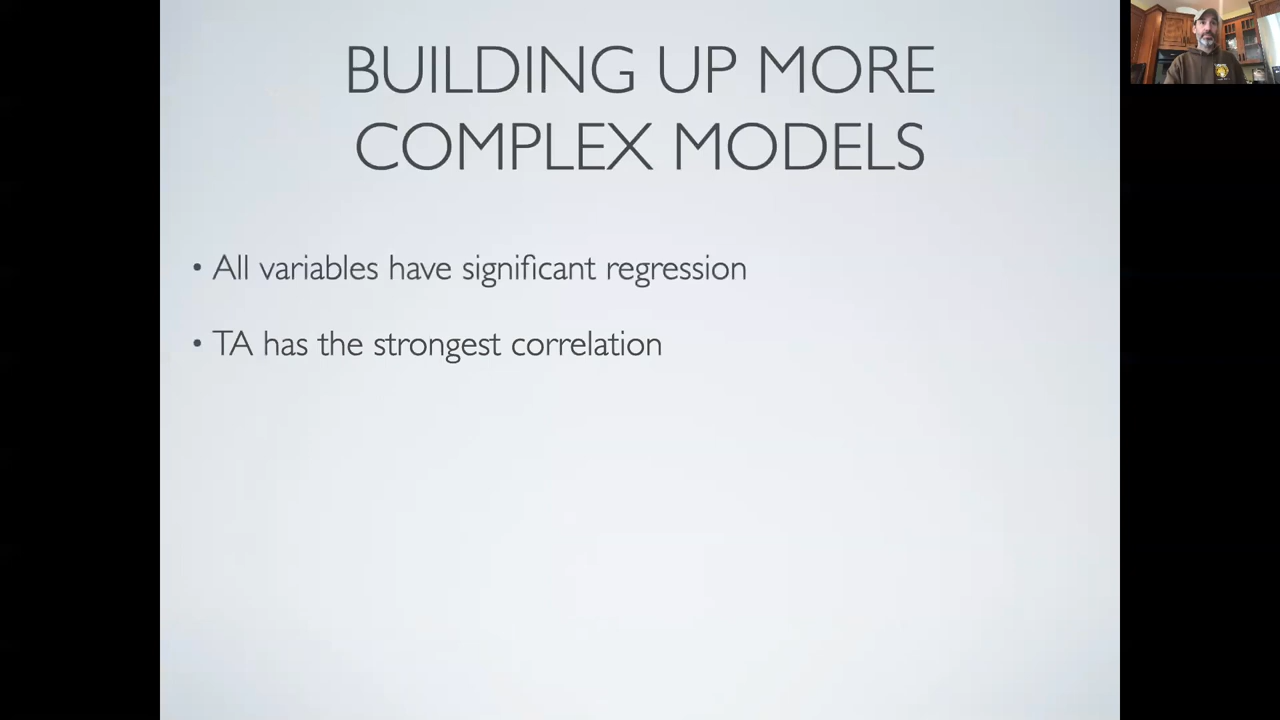 BUILDING UP MORE
COMPLEX MODELS
• All variables have significant regression
• TA has the strongest correlation